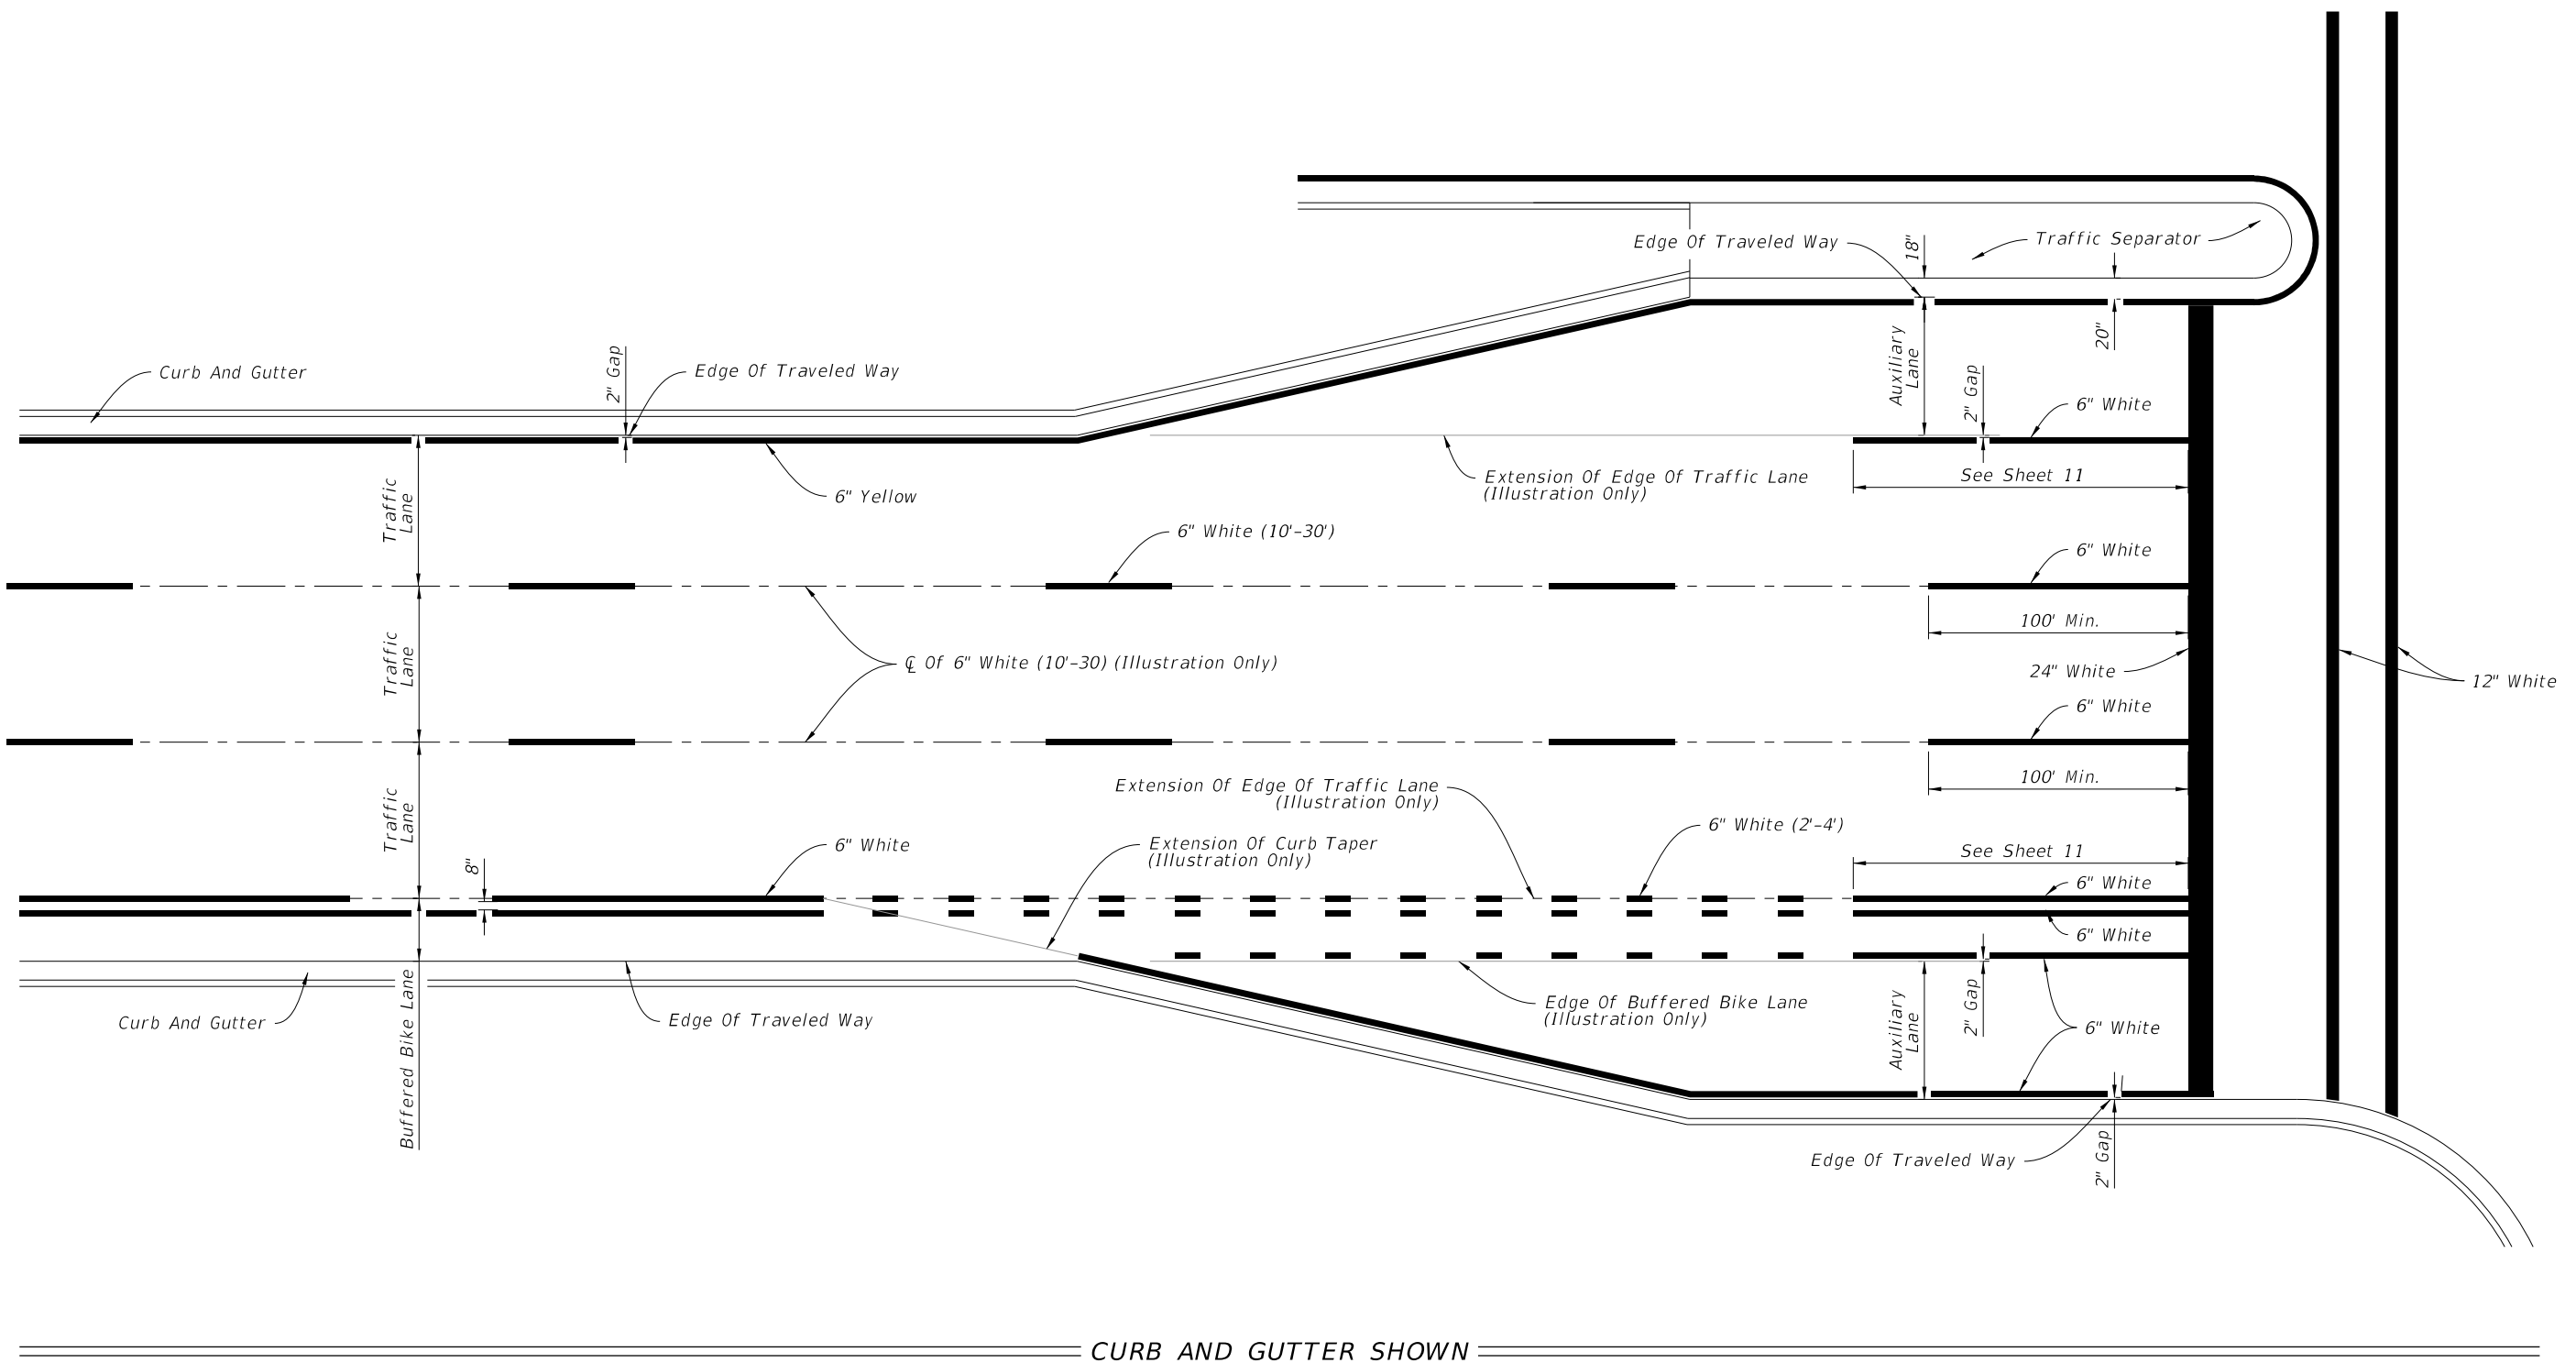 Edge Of Traveled Way
18"
Traffic Separator
20"
Auxiliary
Lane
Curb And Gutter
2" Gap
Edge Of Traveled Way
2" Gap
6" White
6" Yellow
Extension Of Edge Of Traffic Lane
(Illustration Only)
See Sheet 11
Traffic
Lane
6" White (10'-30')
6" White
100' Min.
Traffic
Lane
℄ Of 6" White (10'-30) (Illustration Only)
24" White
12" White
6" White
100' Min.
Extension Of Edge Of Traffic Lane
(Illustration Only)
Traffic
Lane
8"
6" White
Extension Of Curb Taper
(Illustration Only)
6" White (2'-4')
See Sheet 11
6" White
6" White
Buffered Bike Lane
Curb And Gutter
Edge Of Traveled Way
Edge Of Buffered Bike Lane
(Illustration Only)
Auxiliary
Lane
2" Gap
6" White
Edge Of Traveled Way
2" Gap
CURB AND GUTTER SHOWN